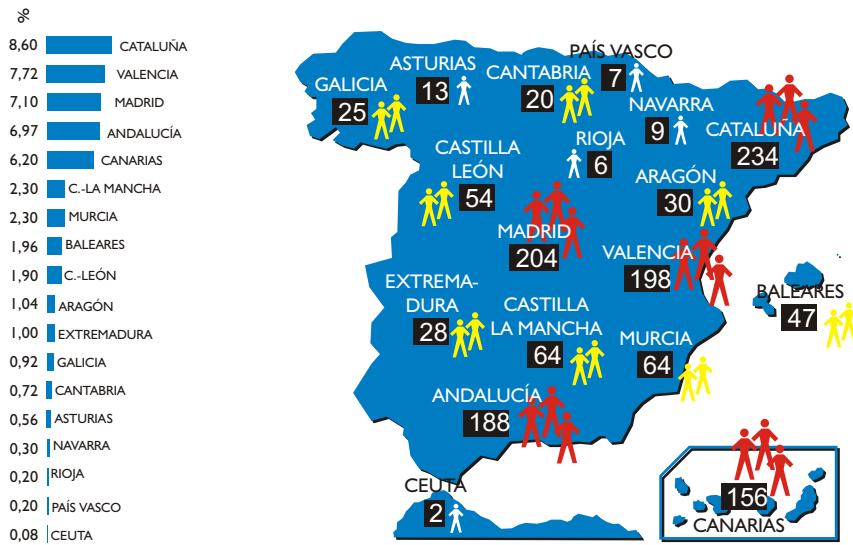 %
8,60 CATALUÑA
7,72 VALENCIA
7,10 MADRID
6,97 ANDALUCÍA
6,20 CANARIAS
2,30 C.-LA MANCHA
2,30 MURCIA
1,96 BALEARES
1,90 C.-LEÓN
1,04 ARAGÓN
1,00 EXTREMADURA
0,92 GALICIA
0,72 CANTABRIA
0,56 ASTURIAS
0,30 NAVARRA
0,20 RIOJA
0,20 PAÍS VASCO
0,08 CEUTA
GALICIA
25
ASTURIAS
13
CANTABRIA
20
PAÍS VASCO
7
NAVARRA
9
RIOJA
6
CATALUÑA
234
CASTILLA
LEÓN
54
ARAGÓN
30
MADRID
204
VALENCIA
198
BALEARES
47
EXTREMA-
DURA
28
CASTILLA
LA MANCHA
64
MURCIA
64
ANDALUCÍA
188
CEUTA
2
156
CANARIAS